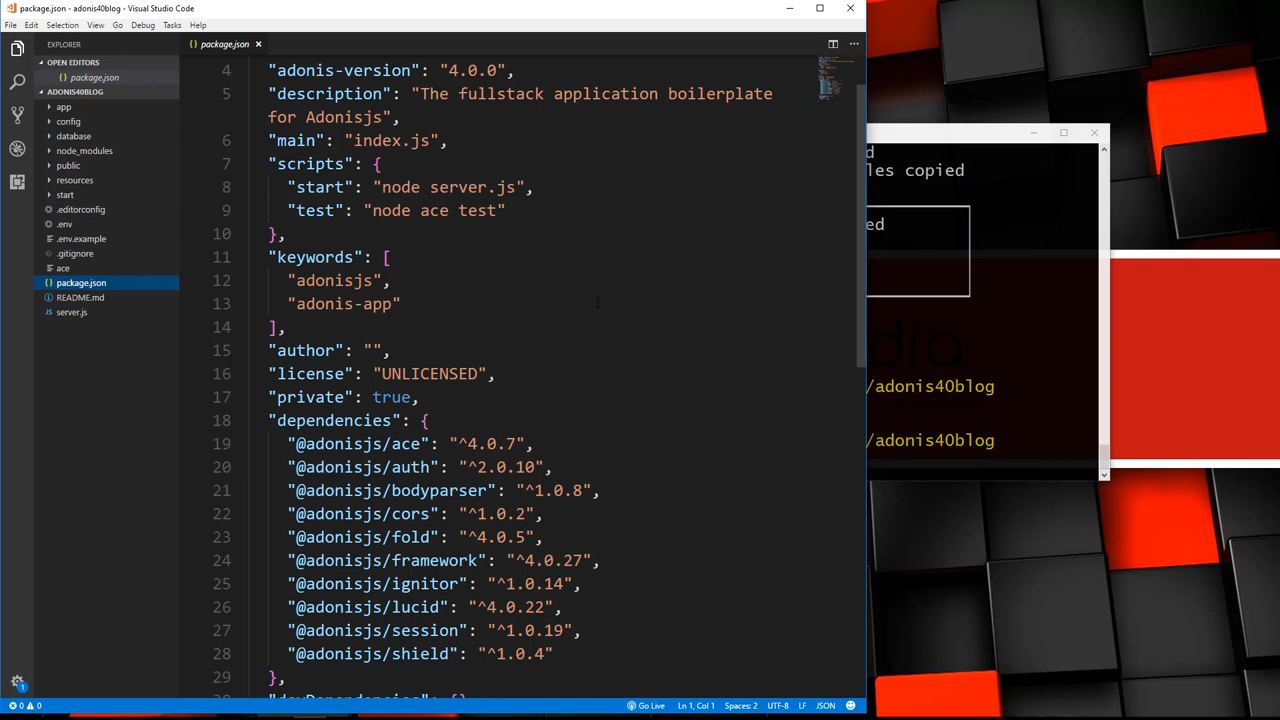 package.json - adonis40blog - Visual Studio Code
File Edit Selection View Go Debug Tasks Help
EXPLORER
OPEN EDITORS
{} package.json
ADONIS40BLOG
app
config
database
node_modules
public
resources
start
.editorconfig
.env
.env.example
.gitignore
ace
{} package.json
README.md
JS server.js
{} package.json ×
4 "adonis-version": "4.0.0",
5 "description": "The fullstack application boilerplate
for Adonisjs",
6 "main": "index.js",
7 "scripts": {
8 "start": "node server.js",
9 "test": "node ace test"
10 },
11 "keywords": [
12 "adonisjs",
13 "adonis-app"
14 ],
15 "author": "",
16 "license": "UNLICENSED",
17 "private": true,
18 "dependencies": {
19 "@adonisjs/ace": "^4.0.7",
20 "@adonisjs/auth": "^2.0.10",
21 "@adonisjs/bodyparser": "^1.0.8",
22 "@adonisjs/cors": "^1.0.2",
23 "@adonisjs/fold": "^4.0.5",
24 "@adonisjs/framework": "^4.0.27",
25 "@adonisjs/ignitor": "^1.0.14",
26 "@adonisjs/lucid": "^4.0.22",
27 "@adonisjs/session": "^1.0.19",
28 "@adonisjs/shield": "^1.0.4"
29 },
d
les copied
ed
dia
/adonis40blog
/adonis40blog
1
0 0 Go Live Ln 1, Col 1 Spaces: 2 UTF-8 LF JSON